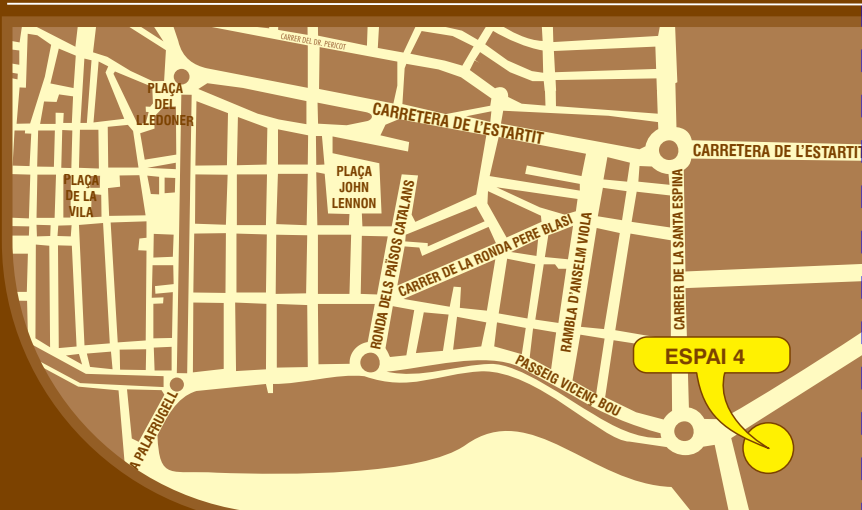 CARRER DEL DR. PERICOT
PLAÇA
DEL
LLEDONER
CARRETERA DE L'ESTARTIT
CARRETERA DE L'ESTARTIT
PLAÇA
DE LA
VILA
PLAÇA
JOHN
LENNON
RONDA DELS PAÏSOS CATALANS
CARRER DE LA RONDA PERE BLASI
RAMBLA D'ANSELM VIOLA
CARRER DE LA SANTA ESPINA
ESPAI 4
PASSEIG VICENÇ BOU
A PALAFRUGELL